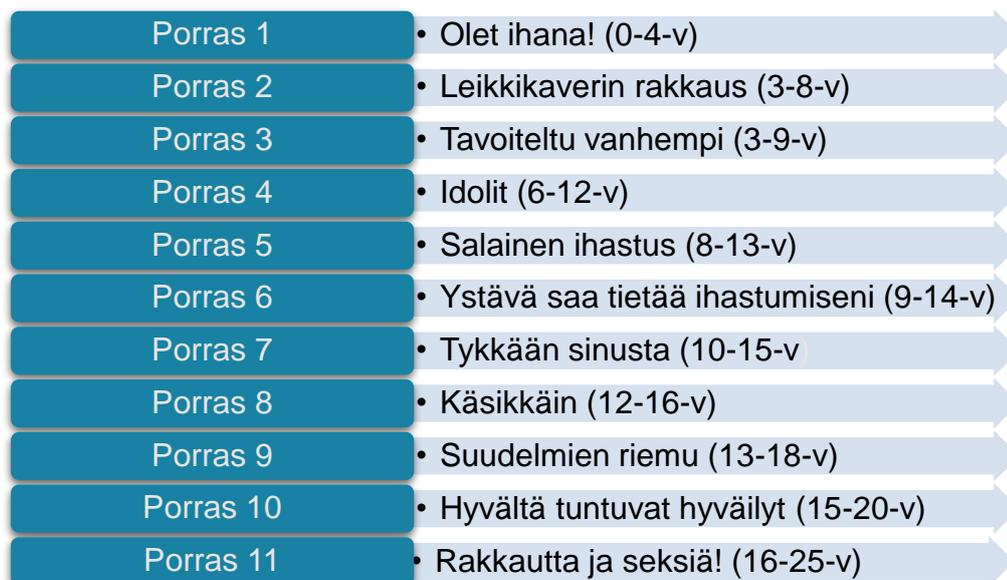 Porras 1 • Olet ihana! (0-4-v)
Porras 2 • Leikkikaverin rakkaus (3-8-v)
Porras 3 • Tavoiteltu vanhempi (3-9-v)
Porras 4 • Idolit (6-12-v)
Porras 5 • Salainen ihastus (8-13-v)
Porras 6 • Ystävä saa tietää ihastumiseni (9-14-v)
Porras 7 • Tykkään sinusta (10-15-v)
Porras 8 • Käsikkäin (12-16-v)
Porras 9 • Suudelmien riemu (13-18-v)
Porras 10 • Hyvältä tuntuvat hyväilyt (15-20-v)
Porras 11 • Rakkautta ja seksiä! (16-25-v)